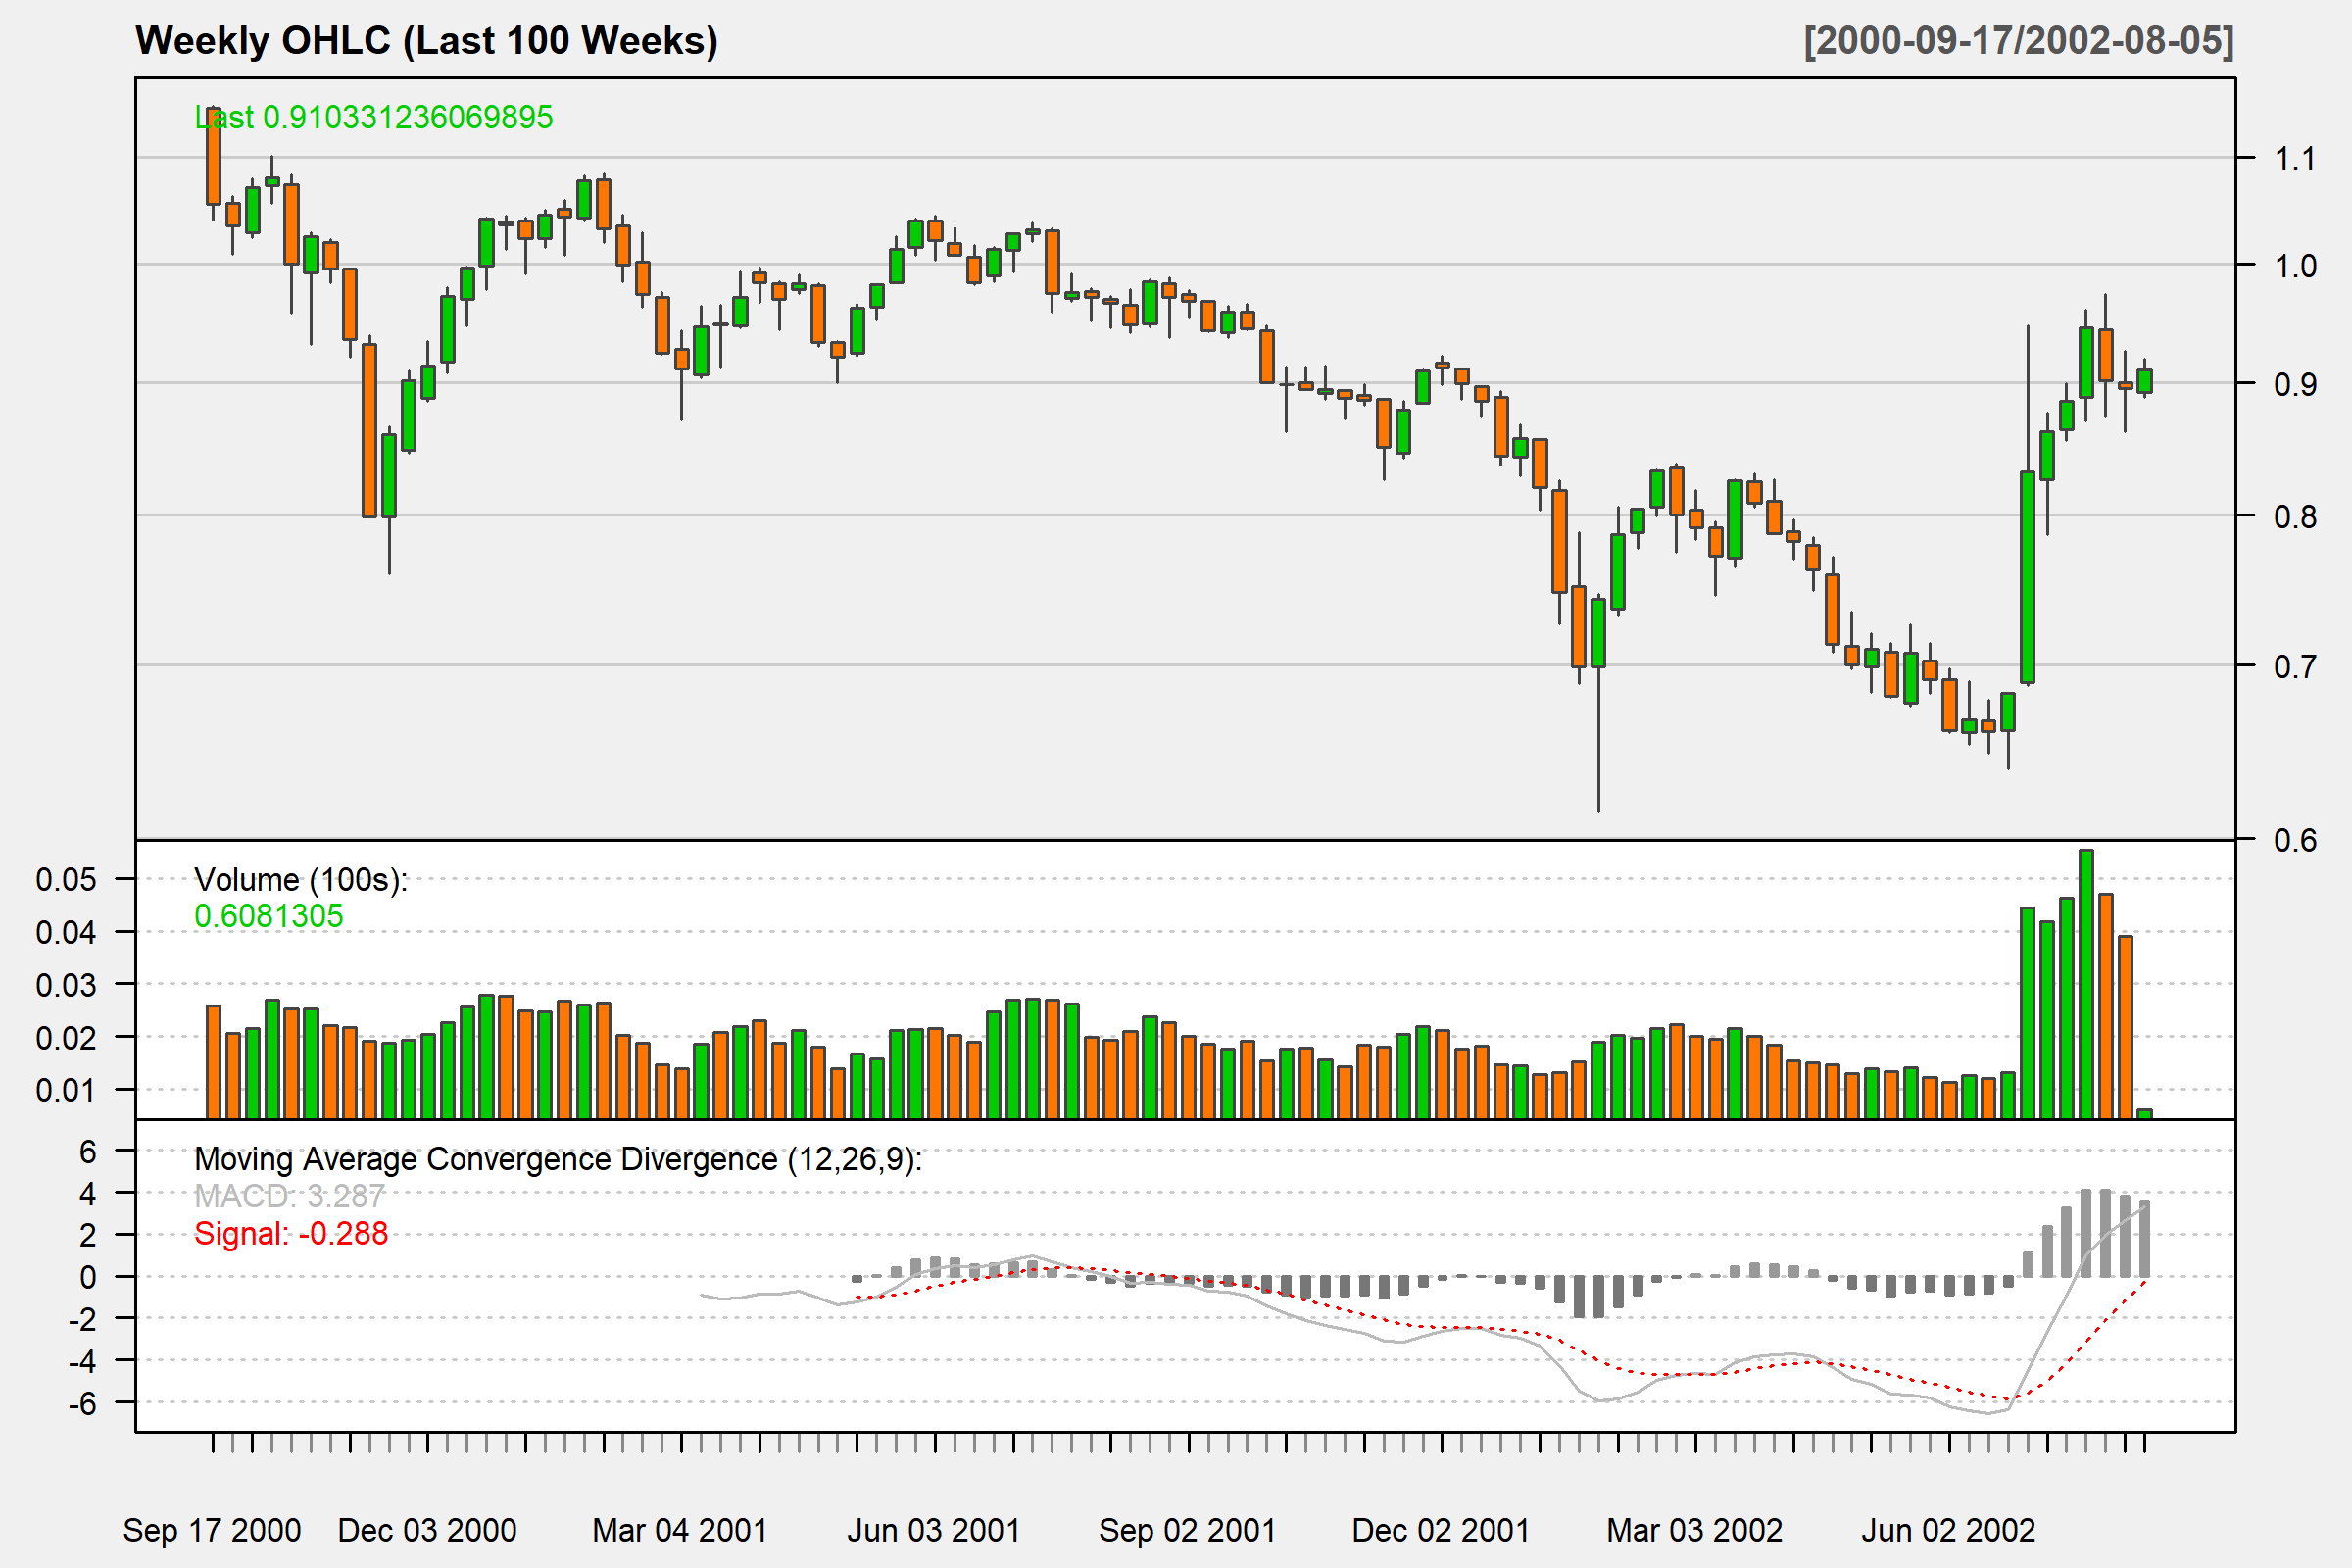 Weekly OHLC (Last 100 Weeks)
[2000-09-17/2002-08-05]
Last 0.910331236069895
1.1
1.0
0.9
0.8
0.7
0.6
Volume (100s):
0.6081305
0.05
0.04
0.03
0.02
0.01
Moving Average Convergence Divergence (12,26,9):
MACD: 3.287
Signal: -0.288
6
4
2
0
-2
-4
-6
Sep 17 2000 Dec 03 2000 Mar 04 2001 Jun 03 2001 Sep 02 2001 Dec 02 2001 Mar 03 2002 Jun 02 2002